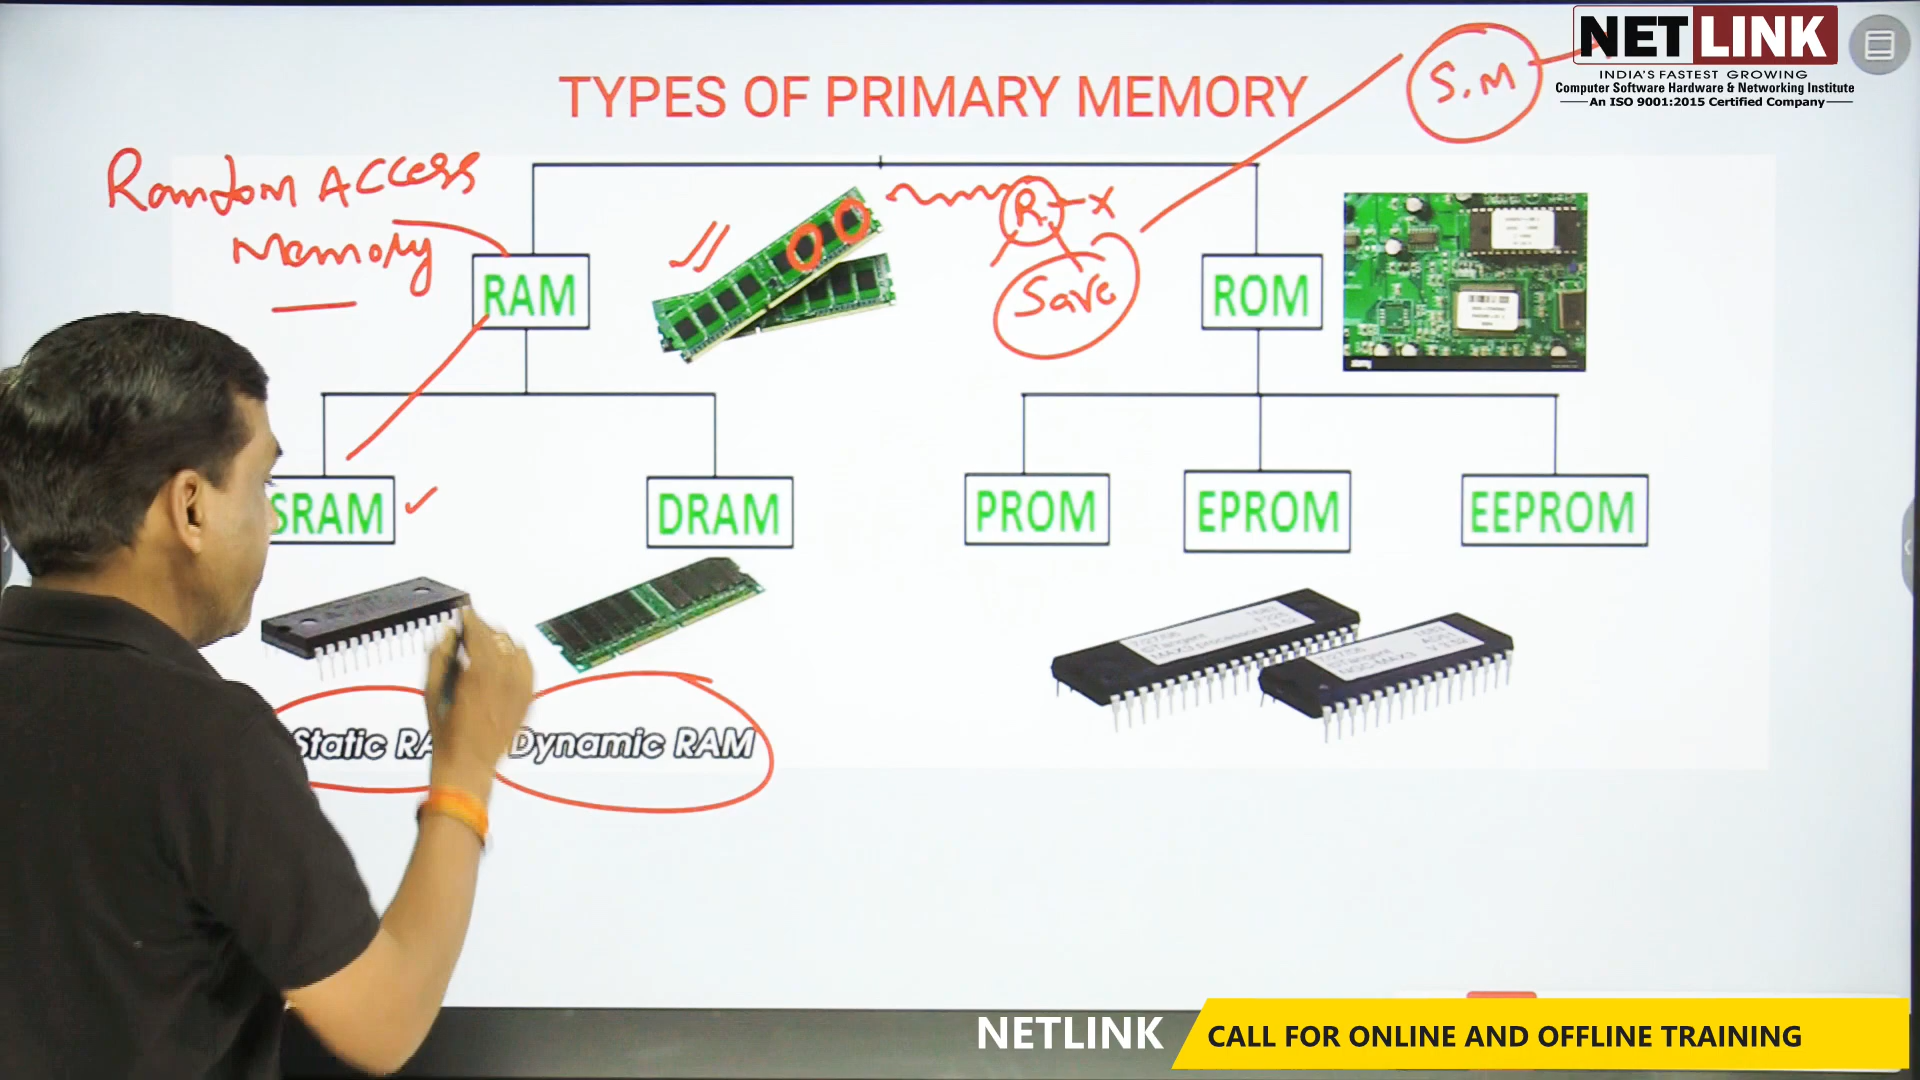 NETLINK
INDIA'S FASTEST GROWING
Computer Software Hardware & Networking Institute
An ISO 9001:2015 Certified Company
TYPES OF PRIMARY MEMORY
S.M
Random Access
Memory
R. x
Save
RAM
ROM
SRAM
DRAM
PROM
EPROM
EEPROM
Static RA
Dynamic RAM
NETLINK
CALL FOR ONLINE AND OFFLINE TRAINING